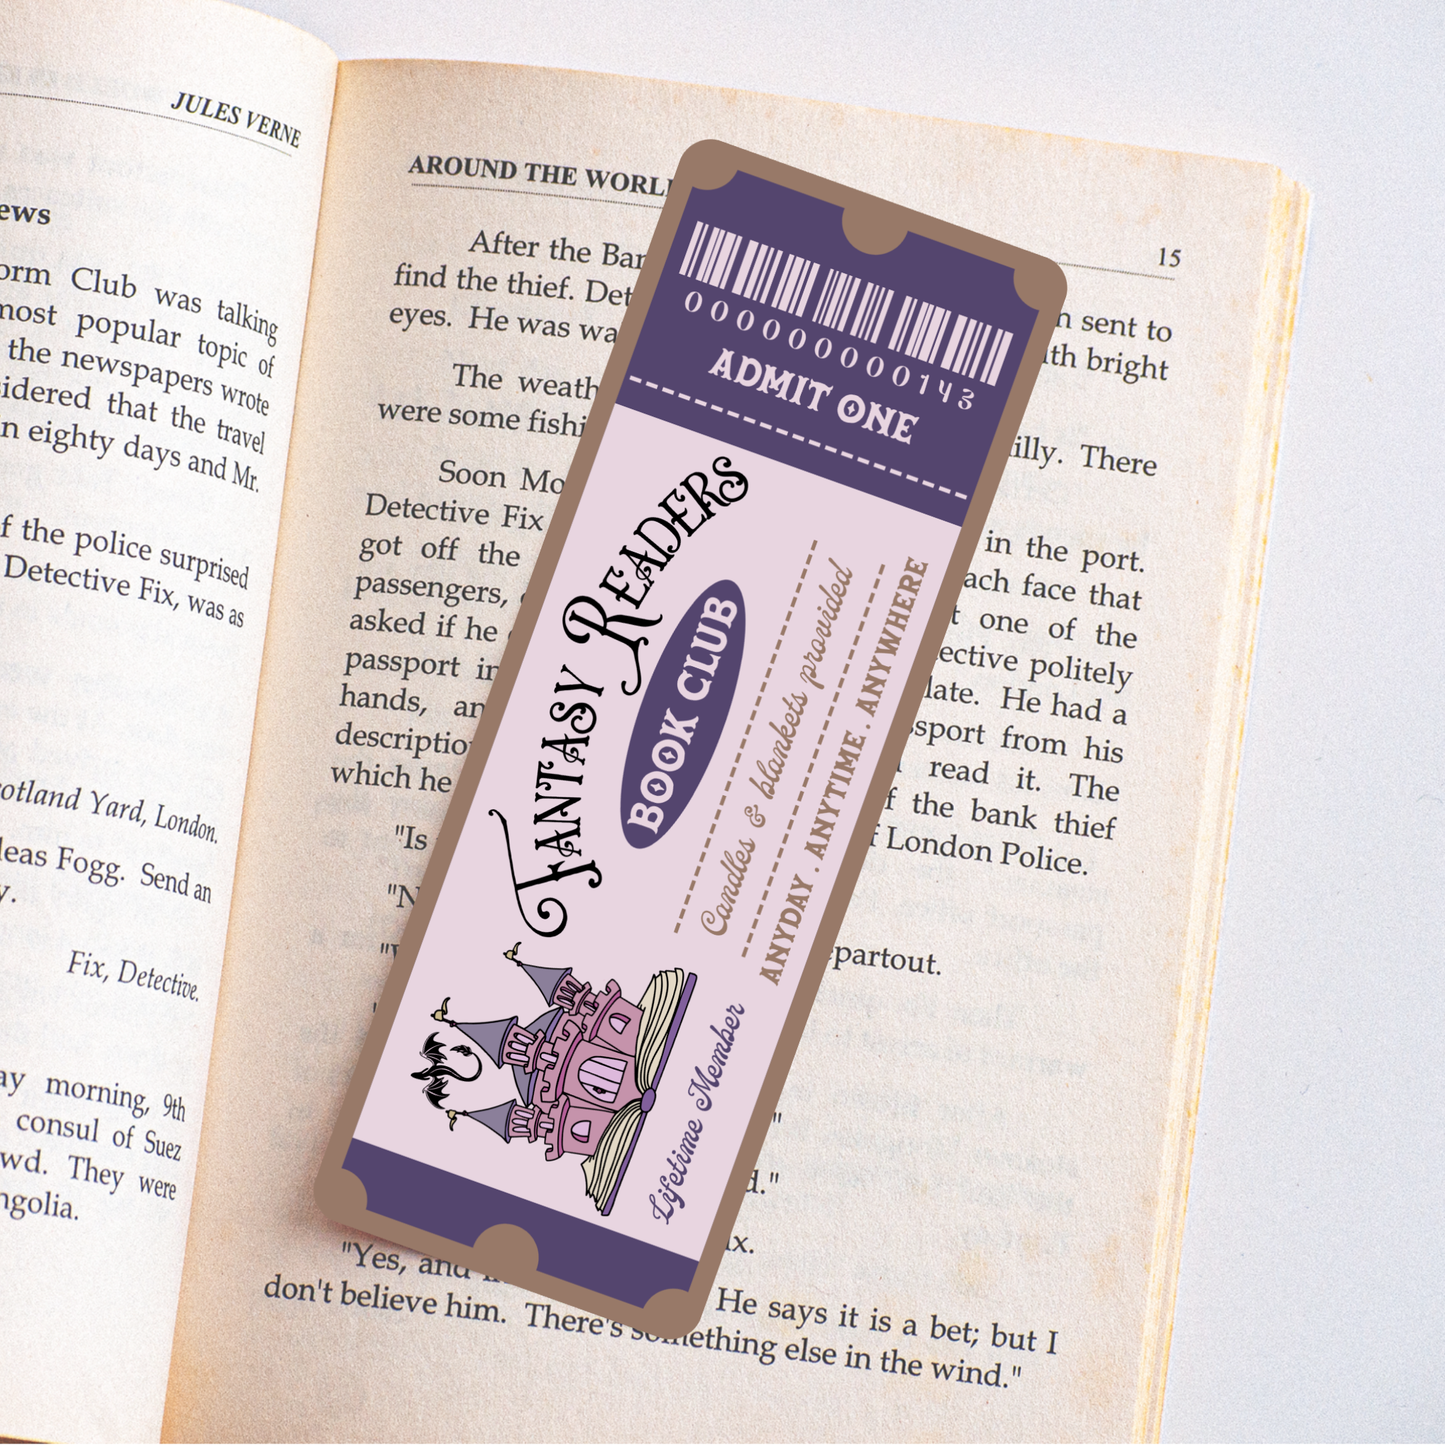 JULES VERNE
ews
orm Club was talking
most popular topic of
the newspapers wrote
sidered that the travel
n eighty days and Mr.
f the police surprised
Detective Fix, was as
cotland Yard, London.
leas Fogg. Send an
y.
Fix, Detective.
ay morning, 9th
consul of Suez
wd. They were
ngolia.
AROUND THE WORL
15
After the Ban
n sent to
find the thief. Det
ith bright
eyes. He was wa
The weath
illy. There
were some fishi
Soon Mo
in the port.
Detective Fix
ach face that
got off the
t one of the
passengers,
ective politely
asked if he
late. He had a
passport in
ssport from his
hands, an
read it. The
descriptio
f the bank thief
which he
f London Police.
"Is
"N
epartout.
"
d."
ix.
"Yes, and
He says it is a bet; but I
don't believe him. There's something else in the wind."
000000000143
ADMIT ONE
FANTASY READERS
BOOK CLUB
Candles & blankets provided
ANYDAY . ANYTIME . ANYWHERE
Lifetime Member